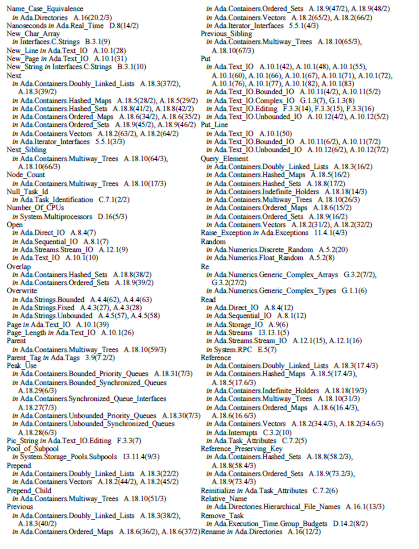 Name_Case_Equivalence
in Ada.Directories A.16(20.2/3)
Nanoseconds in Ada.Real_Time D.8(14/2)
New_Char_Array
in Interfaces.C.Strings B.3.1(9)
New_Line in Ada.Text_IO A.10.1(28)
New_Page in Ada.Text_IO A.10.1(31)
New_String in Interfaces.C.Strings B.3.1(10)
Next
in Ada.Containers.Doubly_Linked_Lists A.18.3(37/2),
A.18.3(39/2)
in Ada.Containers.Hashed_Maps A.18.5(28/2), A.18.5(29/2)
in Ada.Containers.Hashed_Sets A.18.8(41/2), A.18.8(42/2)
in Ada.Containers.Ordered_Maps A.18.6(34/2), A.18.6(35/2)
in Ada.Containers.Ordered_Sets A.18.9(45/2), A.18.9(46/2)
in Ada.Containers.Vectors A.18.2(63/2), A.18.2(64/2)
in Ada.Iterator_Interfaces 5.5.1(3/3)
Next_Sibling
in Ada.Containers.Multiway_Trees A.18.10(64/3),
A.18.10(66/3)
Node_Count
in Ada.Containers.Multiway_Trees A.18.10(17/3)
Null_Task_Id
in Ada.Task_Identification C.7.1(2/2)
Number_Of_CPUs
in System.Multiprocessors D.16(5/3)
Open
in Ada.Direct_IO A.8.4(7)
in Ada.Sequential_IO A.8.1(7)
in Ada.Streams.Stream_IO A.12.1(9)
in Ada.Text_IO A.10.1(10)
Overlap
in Ada.Containers.Hashed_Sets A.18.8(38/2)
in Ada.Containers.Ordered_Sets A.18.9(39/2)
Overwrite
in Ada.Strings.Bounded A.4.4(62), A.4.4(63)
in Ada.Strings.Fixed A.4.3(27), A.4.3(28)
in Ada.Strings.Unbounded A.4.5(57), A.4.5(58)
Page in Ada.Text_IO A.10.1(39)
Page_Length in Ada.Text_IO A.10.1(26)
Parent
in Ada.Containers.Multiway_Trees A.18.10(59/3)
Parent_Tag in Ada.Tags 3.9(7.2/2)
Peak_Use
in Ada.Containers.Bounded_Priority_Queues A.18.31(7/3)
in Ada.Containers.Bounded_Synchronized_Queues
A.18.29(6/3)
in Ada.Containers.Synchronized_Queue_Interfaces
A.18.27(7/3)
in Ada.Containers.Unbounded_Priority_Queues A.18.30(7/3)
in Ada.Containers.Unbounded_Synchronized_Queues
A.18.28(6/3)
Pic_String in Ada.Text_IO.Editing F.3.3(7)
Pool_of_Subpool
in System.Storage_Pools.Subpools 13.11.4(9/3)
Prepend
in Ada.Containers.Doubly_Linked_Lists A.18.3(22/2)
in Ada.Containers.Vectors A.18.2(44/2), A.18.2(45/2)
Prepend_Child
in Ada.Containers.Multiway_Trees A.18.10(51/3)
Previous
in Ada.Containers.Doubly_Linked_Lists A.18.3(38/2),
A.18.3(40/2)
in Ada.Containers.Ordered_Maps A.18.6(36/2), A.18.6(37/2)
in Ada.Containers.Ordered_Sets A.18.9(47/2), A.18.9(48/2)
in Ada.Containers.Vectors A.18.2(65/2), A.18.2(66/2)
in Ada.Iterator_Interfaces 5.5.1(4/3)
Previous_Sibling
in Ada.Containers.Multiway_Trees A.18.10(65/3),
A.18.10(67/3)
Put
in Ada.Text_IO A.10.1(42), A.10.1(48), A.10.1(55),
A.10.1(60), A.10.1(66), A.10.1(67), A.10.1(71), A.10.1(72),
A.10.1(76), A.10.1(77), A.10.1(82), A.10.1(83)
in Ada.Text_IO.Bounded_IO A.10.11(4/2), A.10.11(5/2)
in Ada.Text_IO.Complex_IO G.1.3(7), G.1.3(8)
in Ada.Text_IO.Editing F.3.3(14), F.3.3(15), F.3.3(16)
in Ada.Text_IO.Unbounded_IO A.10.12(4/2), A.10.12(5/2)
Put_Line
in Ada.Text_IO A.10.1(50)
in Ada.Text_IO.Bounded_IO A.10.11(6/2), A.10.11(7/2)
in Ada.Text_IO.Unbounded_IO A.10.12(6/2), A.10.12(7/2)
Query_Element
in Ada.Containers.Doubly_Linked_Lists A.18.3(16/2)
in Ada.Containers.Hashed_Maps A.18.5(16/2)
in Ada.Containers.Hashed_Sets A.18.8(17/2)
in Ada.Containers.Indefinite_Holders A.18.18(14/3)
in Ada.Containers.Multiway_Trees A.18.10(26/3)
in Ada.Containers.Ordered_Maps A.18.6(15/2)
in Ada.Containers.Ordered_Sets A.18.9(16/2)
in Ada.Containers.Vectors A.18.2(31/2), A.18.2(32/2)
Raise_Exception in Ada.Exceptions 11.4.1(4/3)
Random
in Ada.Numerics.Discrete_Random A.5.2(20)
in Ada.Numerics.Float_Random A.5.2(8)
Re
in Ada.Numerics.Generic_Complex_Arrays G.3.2(7/2),
G.3.2(27/2)
in Ada.Numerics.Generic_Complex_Types G.1.1(6)
Read
in Ada.Direct_IO A.8.4(12)
in Ada.Sequential_IO A.8.1(12)
in Ada.Storage_IO A.9(6)
in Ada.Streams 13.13.1(5)
in Ada.Streams.Stream_IO A.12.1(15), A.12.1(16)
in System.RPC E.5(7)
Reference
in Ada.Containers.Doubly_Linked_Lists A.18.3(17.4/3)
in Ada.Containers.Hashed_Maps A.18.5(17.4/3),
A.18.5(17.6/3)
in Ada.Containers.Indefinite_Holders A.18.18(19/3)
in Ada.Containers.Multiway_Trees A.18.10(31/3)
in Ada.Containers.Ordered_Maps A.18.6(16.4/3),
A.18.6(16.6/3)
in Ada.Containers.Vectors A.18.2(34.4/3), A.18.2(34.6/3)
in Ada.Interrupts C.3.2(10)
in Ada.Task_Attributes C.7.2(5)
Reference_Preserving_Key
in Ada.Containers.Hashed_Sets A.18.8(58.2/3),
A.18.8(58.4/3)
in Ada.Containers.Ordered_Sets A.18.9(73.2/3),
A.18.9(73.4/3)
Reinitialize in Ada.Task_Attributes C.7.2(6)
Relative_Name
in Ada.Directories.Hierarchical_File_Names A.16.1(13/3)
Remove_Task
in Ada.Execution_Time.Group_Budgets D.14.2(8/2)
Rename in Ada.Directories A.16(12/2)